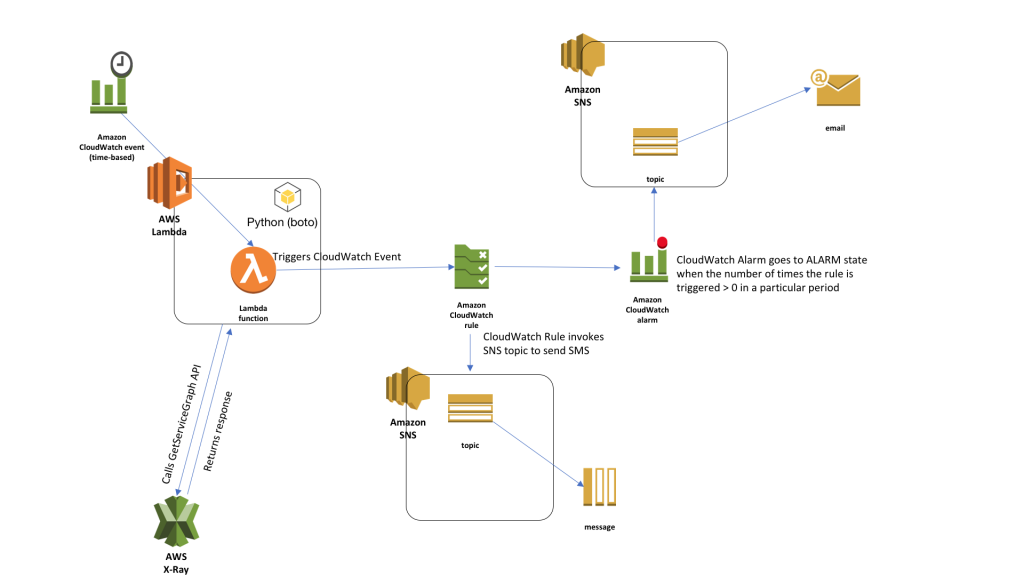 Amazon
SNS
topic
email
Amazon
CloudWatch event
(time-based)
AWS
Lambda
Python (boto)
Triggers CloudWatch Event
Lambda
function
Amazon
CloudWatch
rule
Amazon
CloudWatch
alarm
CloudWatch Alarm goes to ALARM state
when the number of times the rule is
triggered > 0 in a particular period
CloudWatch Rule invokes
SNS topic to send SMS
Calls GetServiceGraph API
Returns response
Amazon
SNS
topic
message
AWS
X-Ray
@